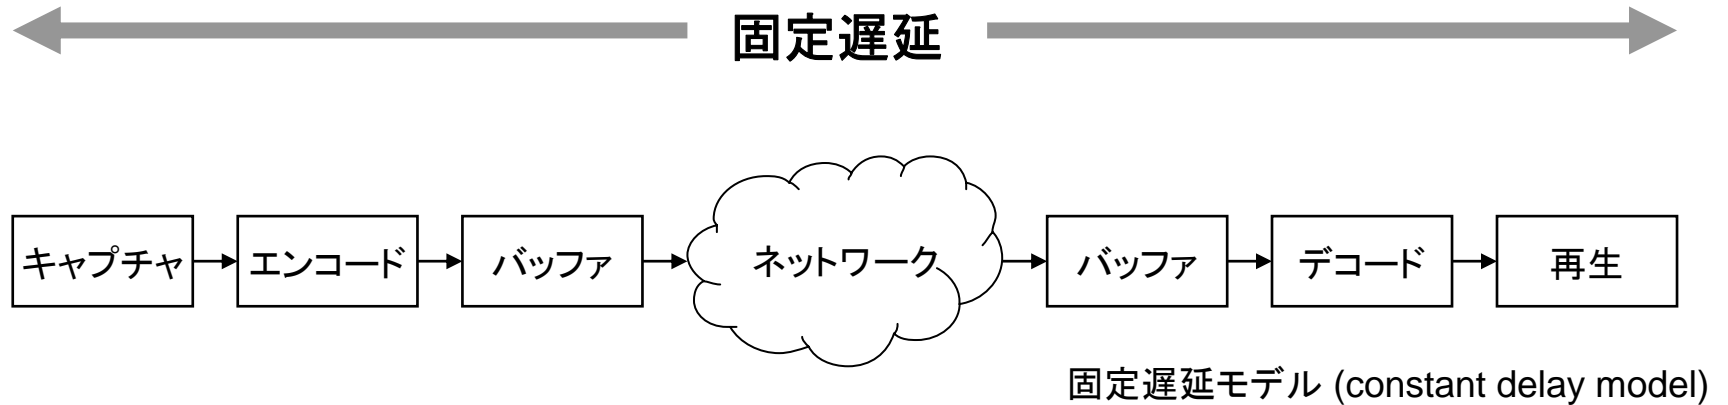 固定遅延
キャプチャ
エンコード
バッファ
ネットワーク
バッファ
デコード
再生
固定遅延モデル (constant delay model)